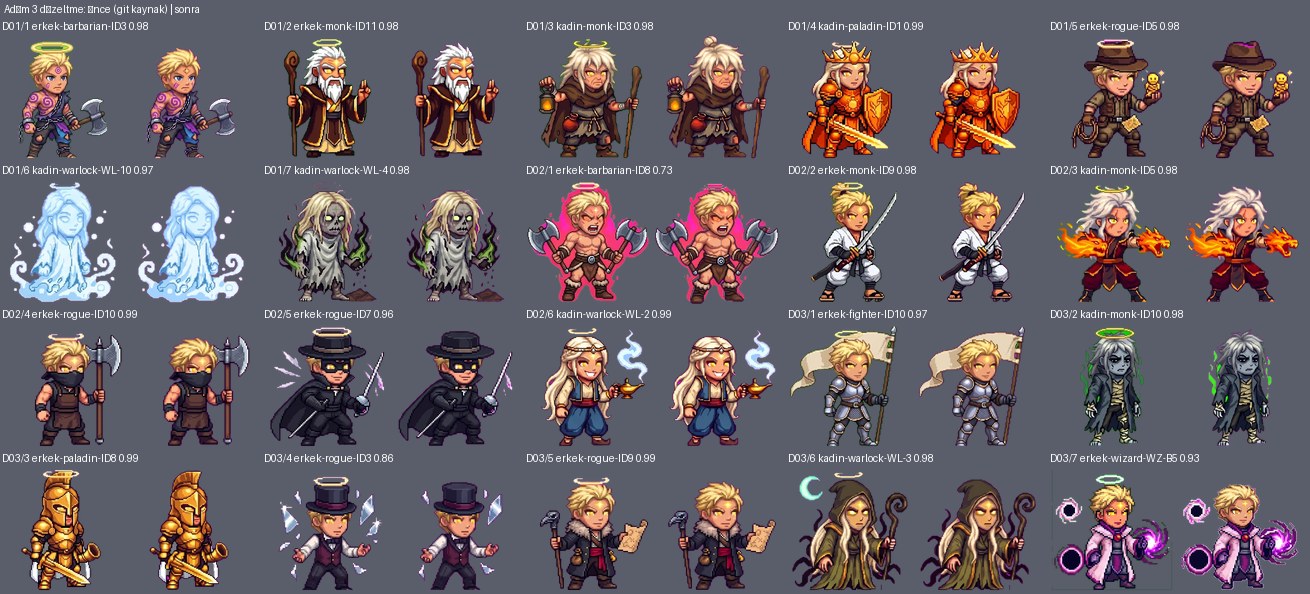 Ad▯m 3 d▯zeltme: ▯nce (git kaynak) | sonra
D01/1 erkek-barbarian-ID3 0.98
D01/2 erkek-monk-ID11 0.98
D01/3 kadin-monk-ID3 0.98
D01/4 kadin-paladin-ID1 0.99
D01/5 erkek-rogue-ID5 0.98
D01/6 kadin-warlock-WL-10 0.97
D01/7 kadin-warlock-WL-4 0.98
D02/1 erkek-barbarian-ID8 0.73
D02/2 erkek-monk-ID9 0.98
D02/3 kadin-monk-ID5 0.98
D02/4 erkek-rogue-ID10 0.99
D02/5 erkek-rogue-ID7 0.96
D02/6 kadin-warlock-WL-2 0.99
D03/1 erkek-fighter-ID10 0.97
D03/2 kadin-monk-ID10 0.98
D03/3 erkek-paladin-ID8 0.99
D03/4 erkek-rogue-ID3 0.86
D03/5 erkek-rogue-ID9 0.99
D03/6 kadin-warlock-WL-3 0.98
D03/7 erkek-wizard-WZ-B5 0.93